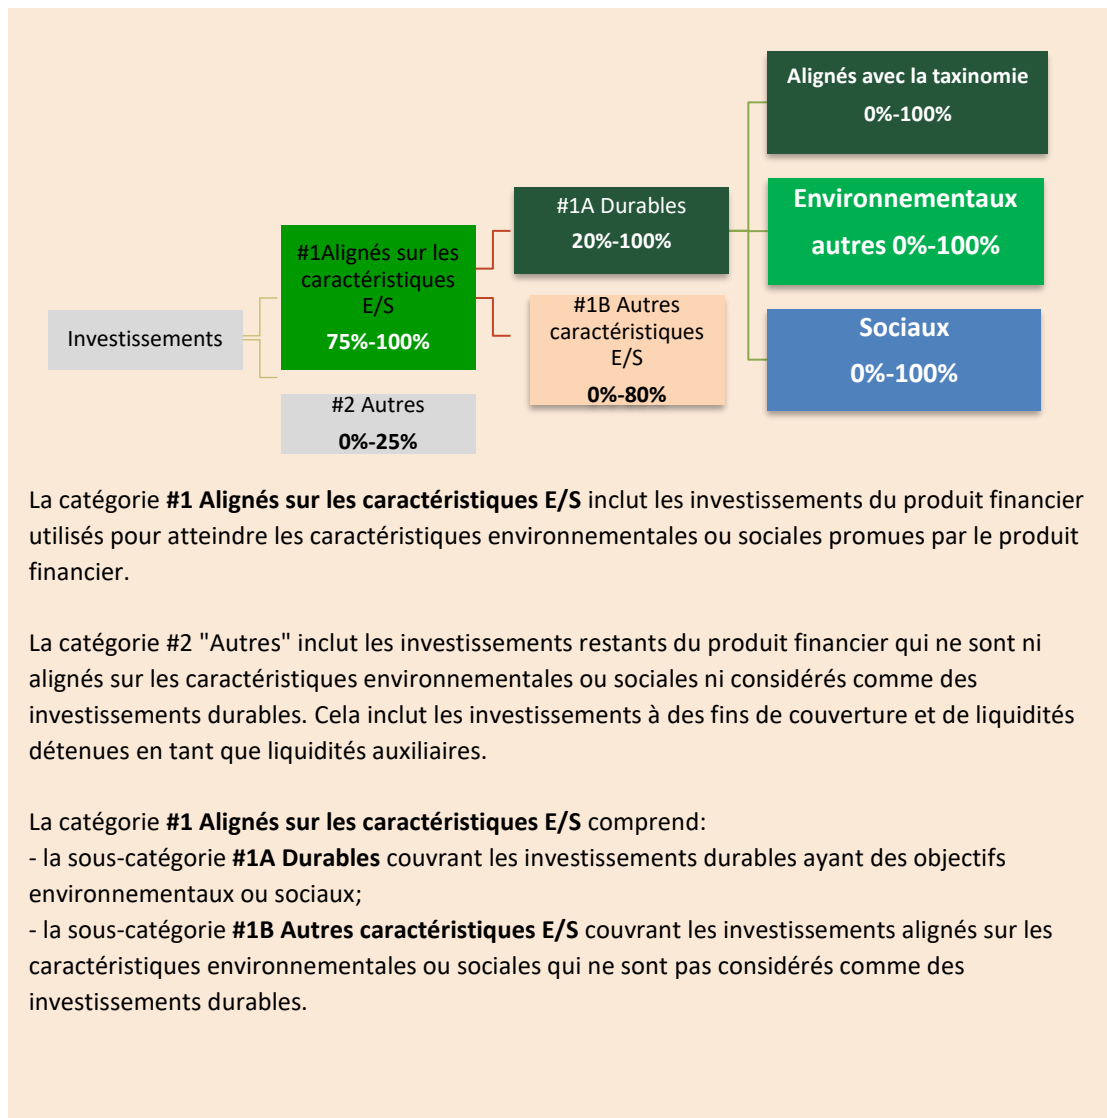 Alignés avec la taxinomie
0%-100%
Environnementaux
autres 0%-100%
#1A Durables
20%-100%
#1Alignés sur les
caractéristiques
E/S
75%-100%
#1B Autres
caractéristiques
E/S
0%-80%
Investissements
Sociaux
0%-100%
#2 Autres
0%-25%
La catégorie #1 Alignés sur les caractéristiques E/S inclut les investissements du produit financier
utilisés pour atteindre les caractéristiques environnementales ou sociales promues par le produit
financier.
La catégorie #2 "Autres" inclut les investissements restants du produit financier qui ne sont ni
alignés sur les caractéristiques environnementales ou sociales ni considérés comme des
investissements durables. Cela inclut les investissements à des fins de couverture et de liquidités
détenues en tant que liquidités auxiliaires.
La catégorie #1 Alignés sur les caractéristiques E/S comprend:
- la sous-catégorie #1A Durables couvrant les investissements durables ayant des objectifs
environnementaux ou sociaux;
- la sous-catégorie #1B Autres caractéristiques E/S couvrant les investissements alignés sur les
caractéristiques environnementales ou sociales qui ne sont pas considérés comme des
investissements durables.